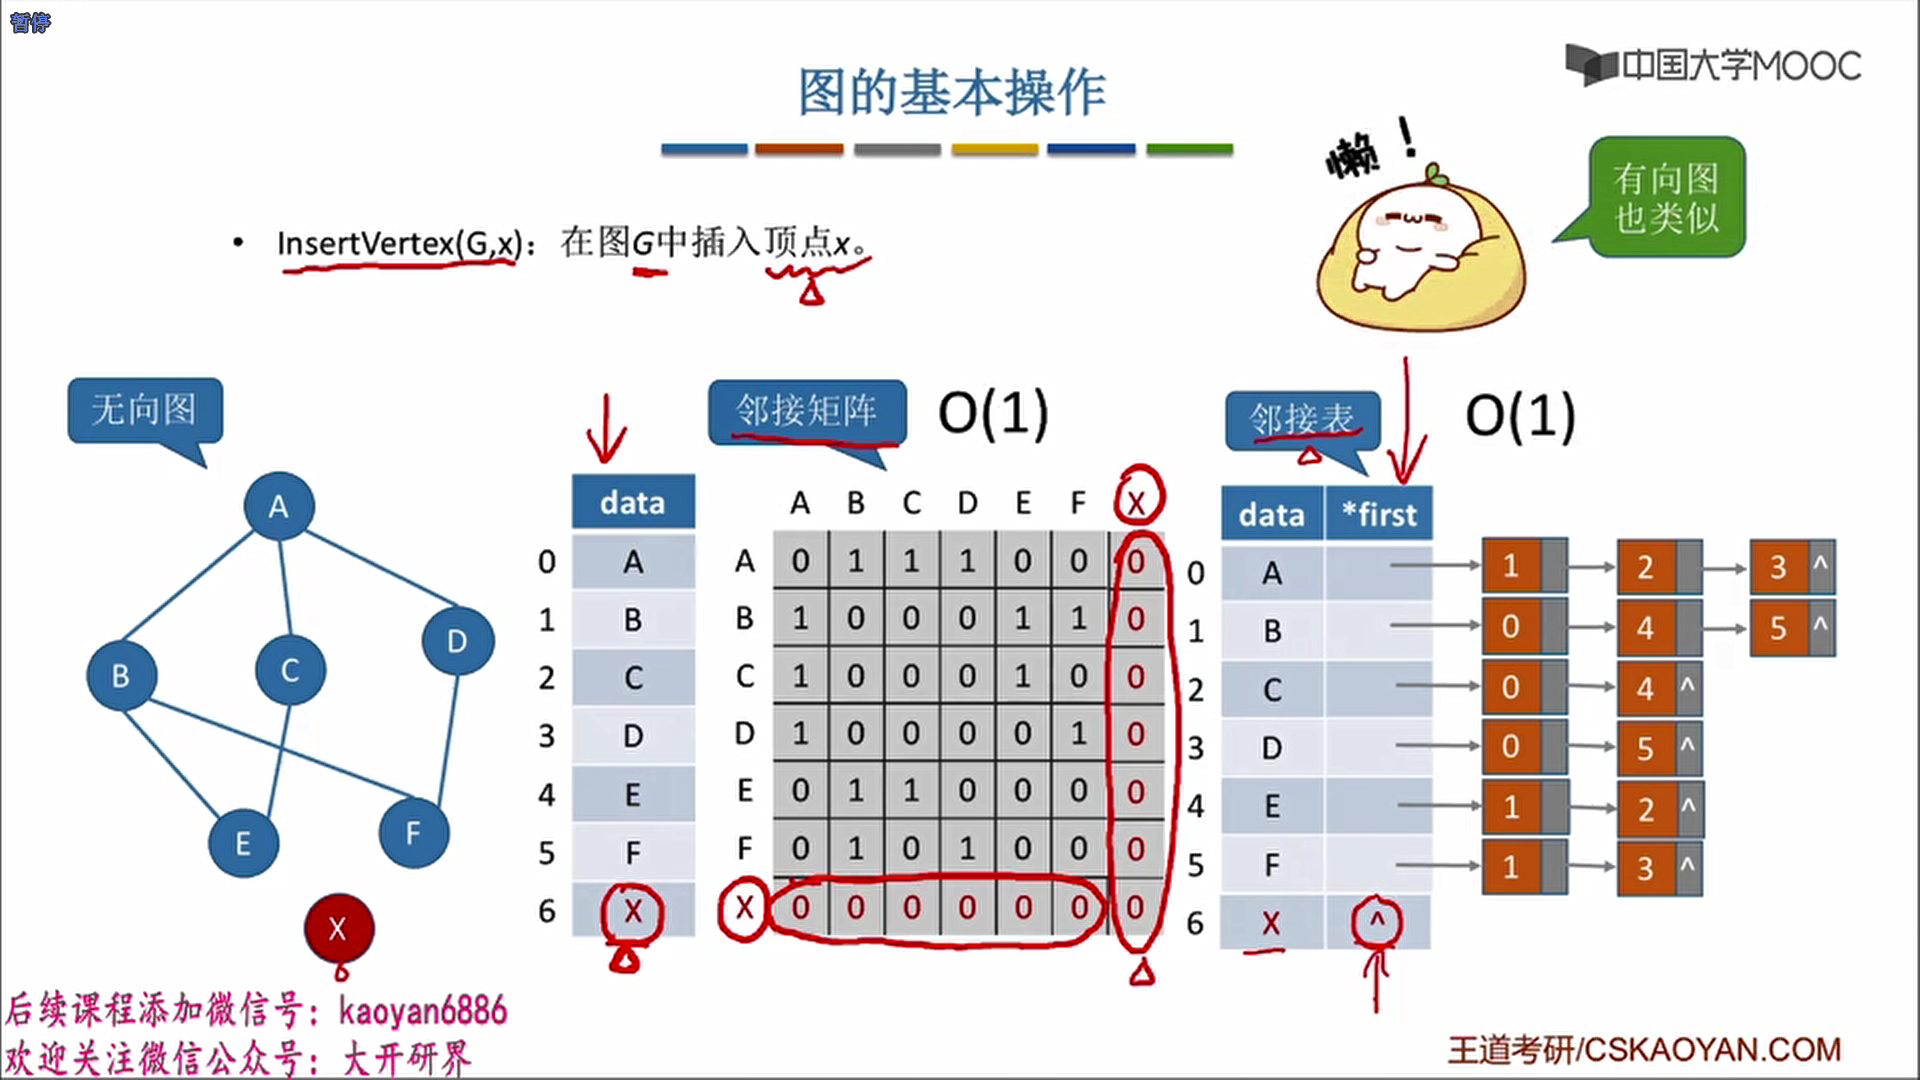 暂停
中国大学MOOC
图的基本操作
懒！
有向图
也类似
• InsertVertex(G,x)：在图G中插入顶点x。
无向图
邻接矩阵 O(1)
邻接表 O(1)
A
B
C
D
E
F
X
data
0 A
1 B
2 C
3 D
4 E
5 F
6 X
A B C D E F X
A 0 1 1 1 0 0 0
B 1 0 0 0 1 1 0
C 1 0 0 0 1 0 0
D 1 0 0 0 0 1 0
E 0 1 1 0 0 0 0
F 0 1 0 1 0 0 0
X 0 0 0 0 0 0 0
data *first
0 A 1 2 3 ^
1 B 0 4 5 ^
2 C 0 4 ^
3 D 0 5 ^
4 E 1 2 ^
5 F 1 3 ^
6 X ^
后续课程添加微信号：kaoyan6886
欢迎关注微信公众号：大开研界
王道考研/CSKAOYAN.COM